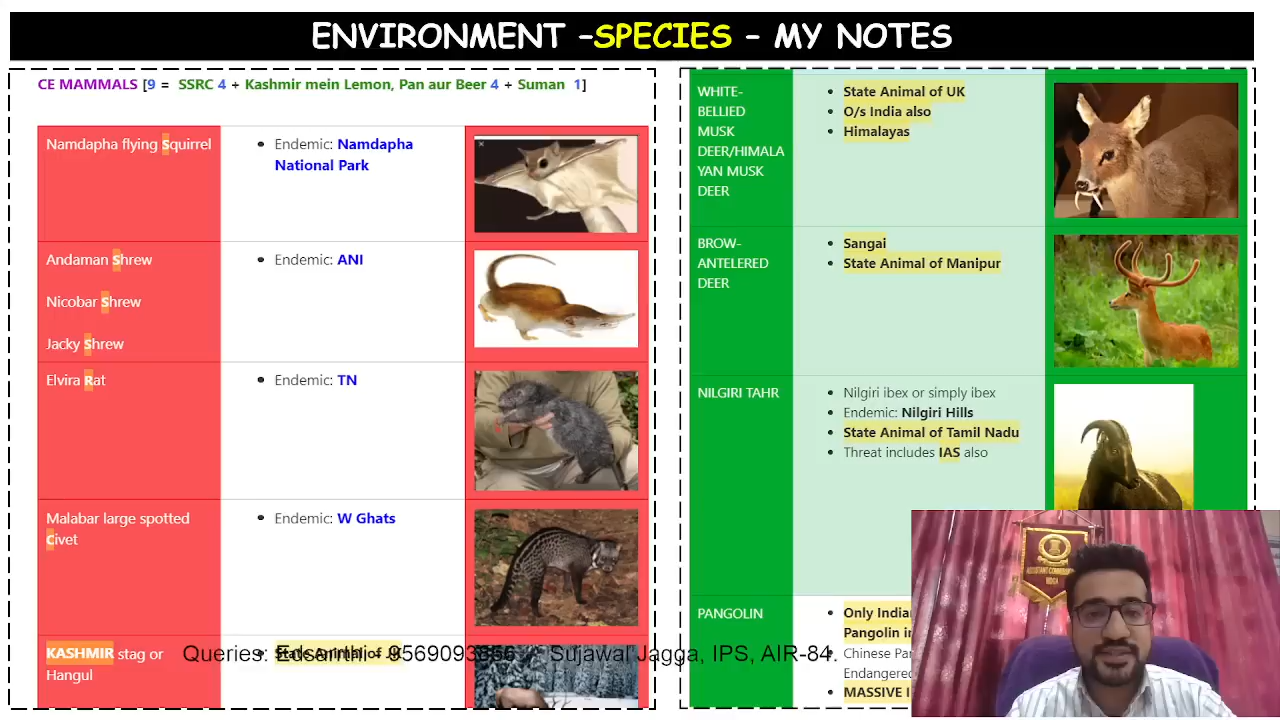 ENVIRONMENT –SPECIES – MY NOTES
CE MAMMALS [9 = SSRC 4 + Kashmir mein Lemon, Pan aur Beer 4 + Suman 1]
Namdapha flying Squirrel
Endemic: Namdapha
National Park
Andaman Shrew
Nicobar Shrew
Jacky Shrew
Endemic: ANI
Elvira Rat
Endemic: TN
Malabar large spotted
Civet
Endemic: W Ghats
KASHMIR stag or
Hangul
State Animal of
WHITE-
BELLIED
MUSK
DEER/HIMALA
YAN MUSK
DEER
State Animal of UK
O/s India also
Himalayas
BROW-
ANTELERED
DEER
Sangai
State Animal of Manipur
NILGIRI TAHR
Nilgiri ibex or simply ibex
Endemic: Nilgiri Hills
State Animal of Tamil Nadu
Threat includes IAS also
PANGOLIN
Only Indian
Pangolin in
Chinese Pan
Endangered
MASSIVE I
Queries: Edsarithi - 9569093856 Sujawal Jagga, IPS, AIR-84.